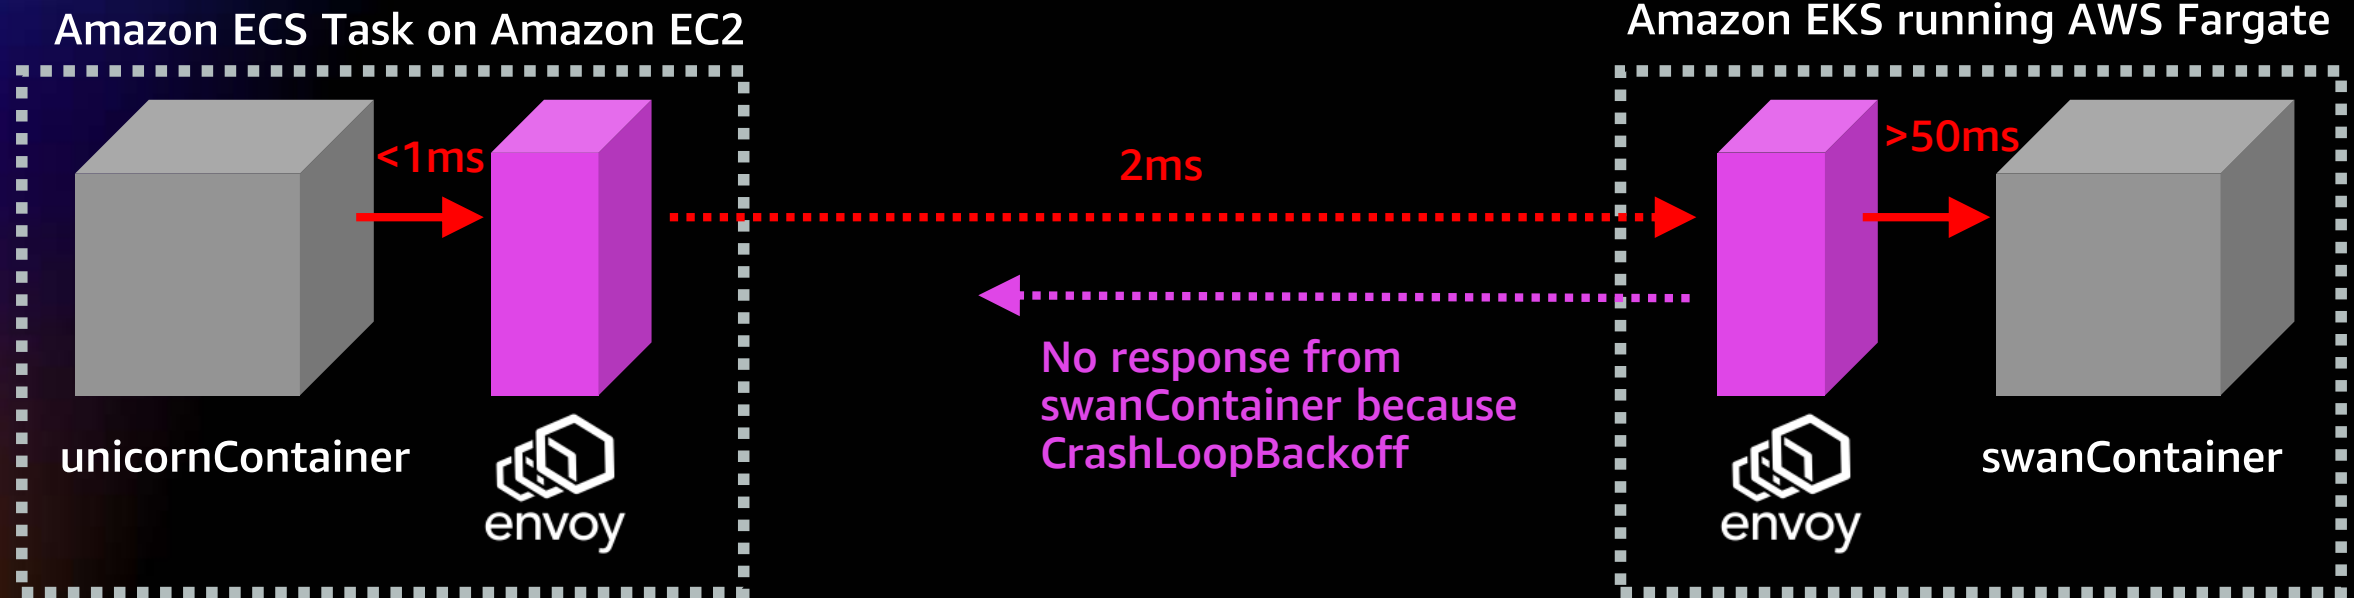 Amazon ECS Task on Amazon EC2
Amazon EKS running AWS Fargate
<1ms
2ms
>50ms
No response from
swanContainer because
CrashLoopBackoff
unicornContainer
envoy
envoy
swanContainer